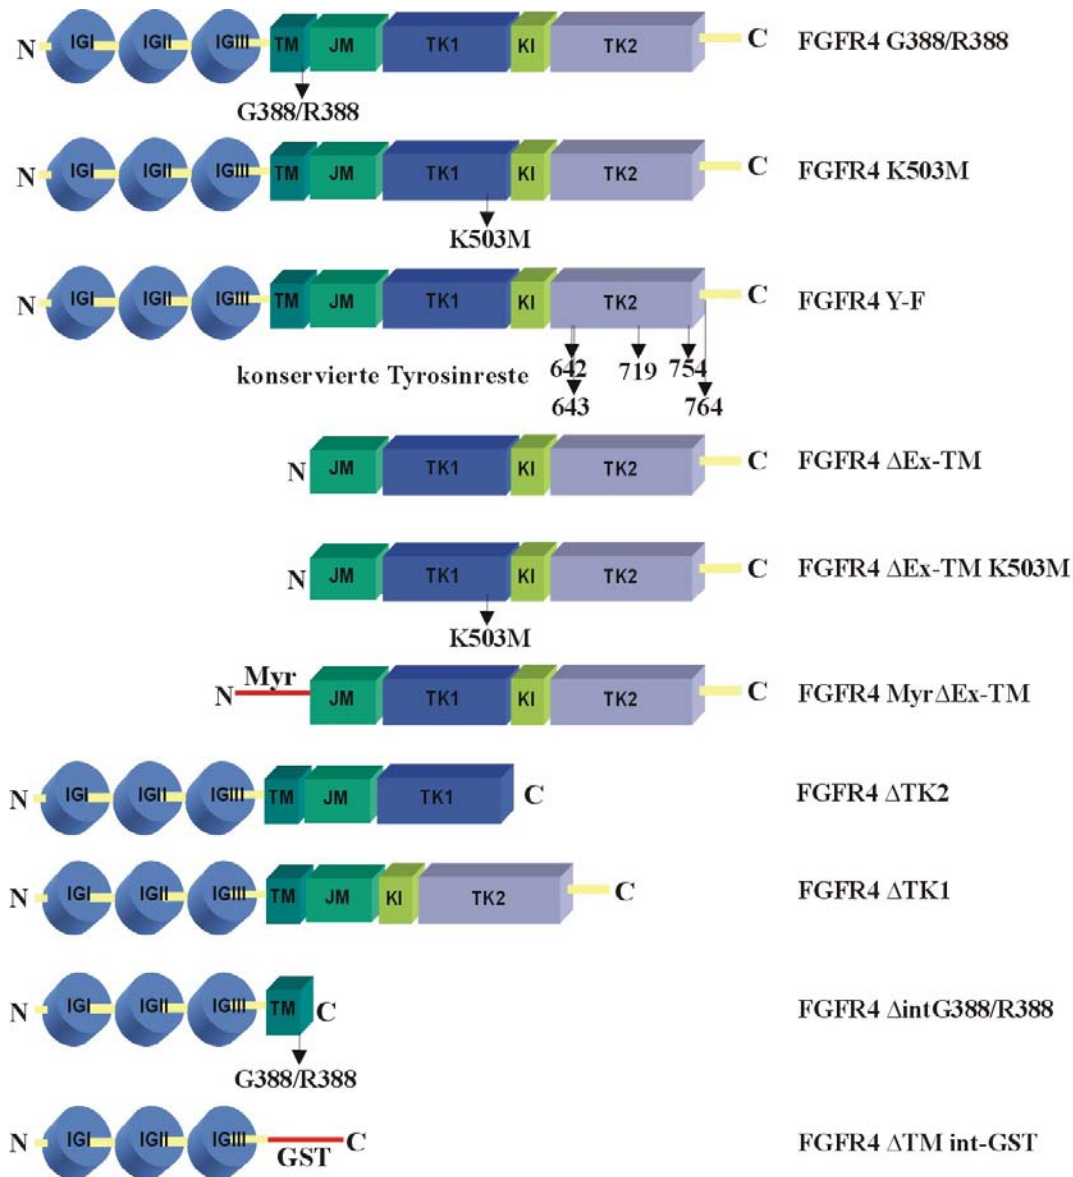 N IGI IGII IGIII TM JM TK1 KI TK2 C FGFR4 G388/R388
G388/R388
N IGI IGII IGIII TM JM TK1 KI TK2 C FGFR4 K503M
K503M
N IGI IGII IGIII TM JM TK1 KI TK2 C FGFR4 Y-F
konservierte Tyrosinreste 642 719 754
643 764
N JM TK1 KI TK2 C FGFR4 ΔEx-TM
N JM TK1 KI TK2 C FGFR4 ΔEx-TM K503M
K503M
Myr
N JM TK1 KI TK2 C FGFR4 MyrΔEx-TM
N IGI IGII IGIII TM JM TK1 C FGFR4 ΔTK2
N IGI IGII IGIII TM JM KI TK2 C FGFR4 ΔTK1
N IGI IGII IGIII TM C FGFR4 ΔintG388/R388
G388/R388
N IGI IGII IGIII C FGFR4 ΔTM int-GST
GST